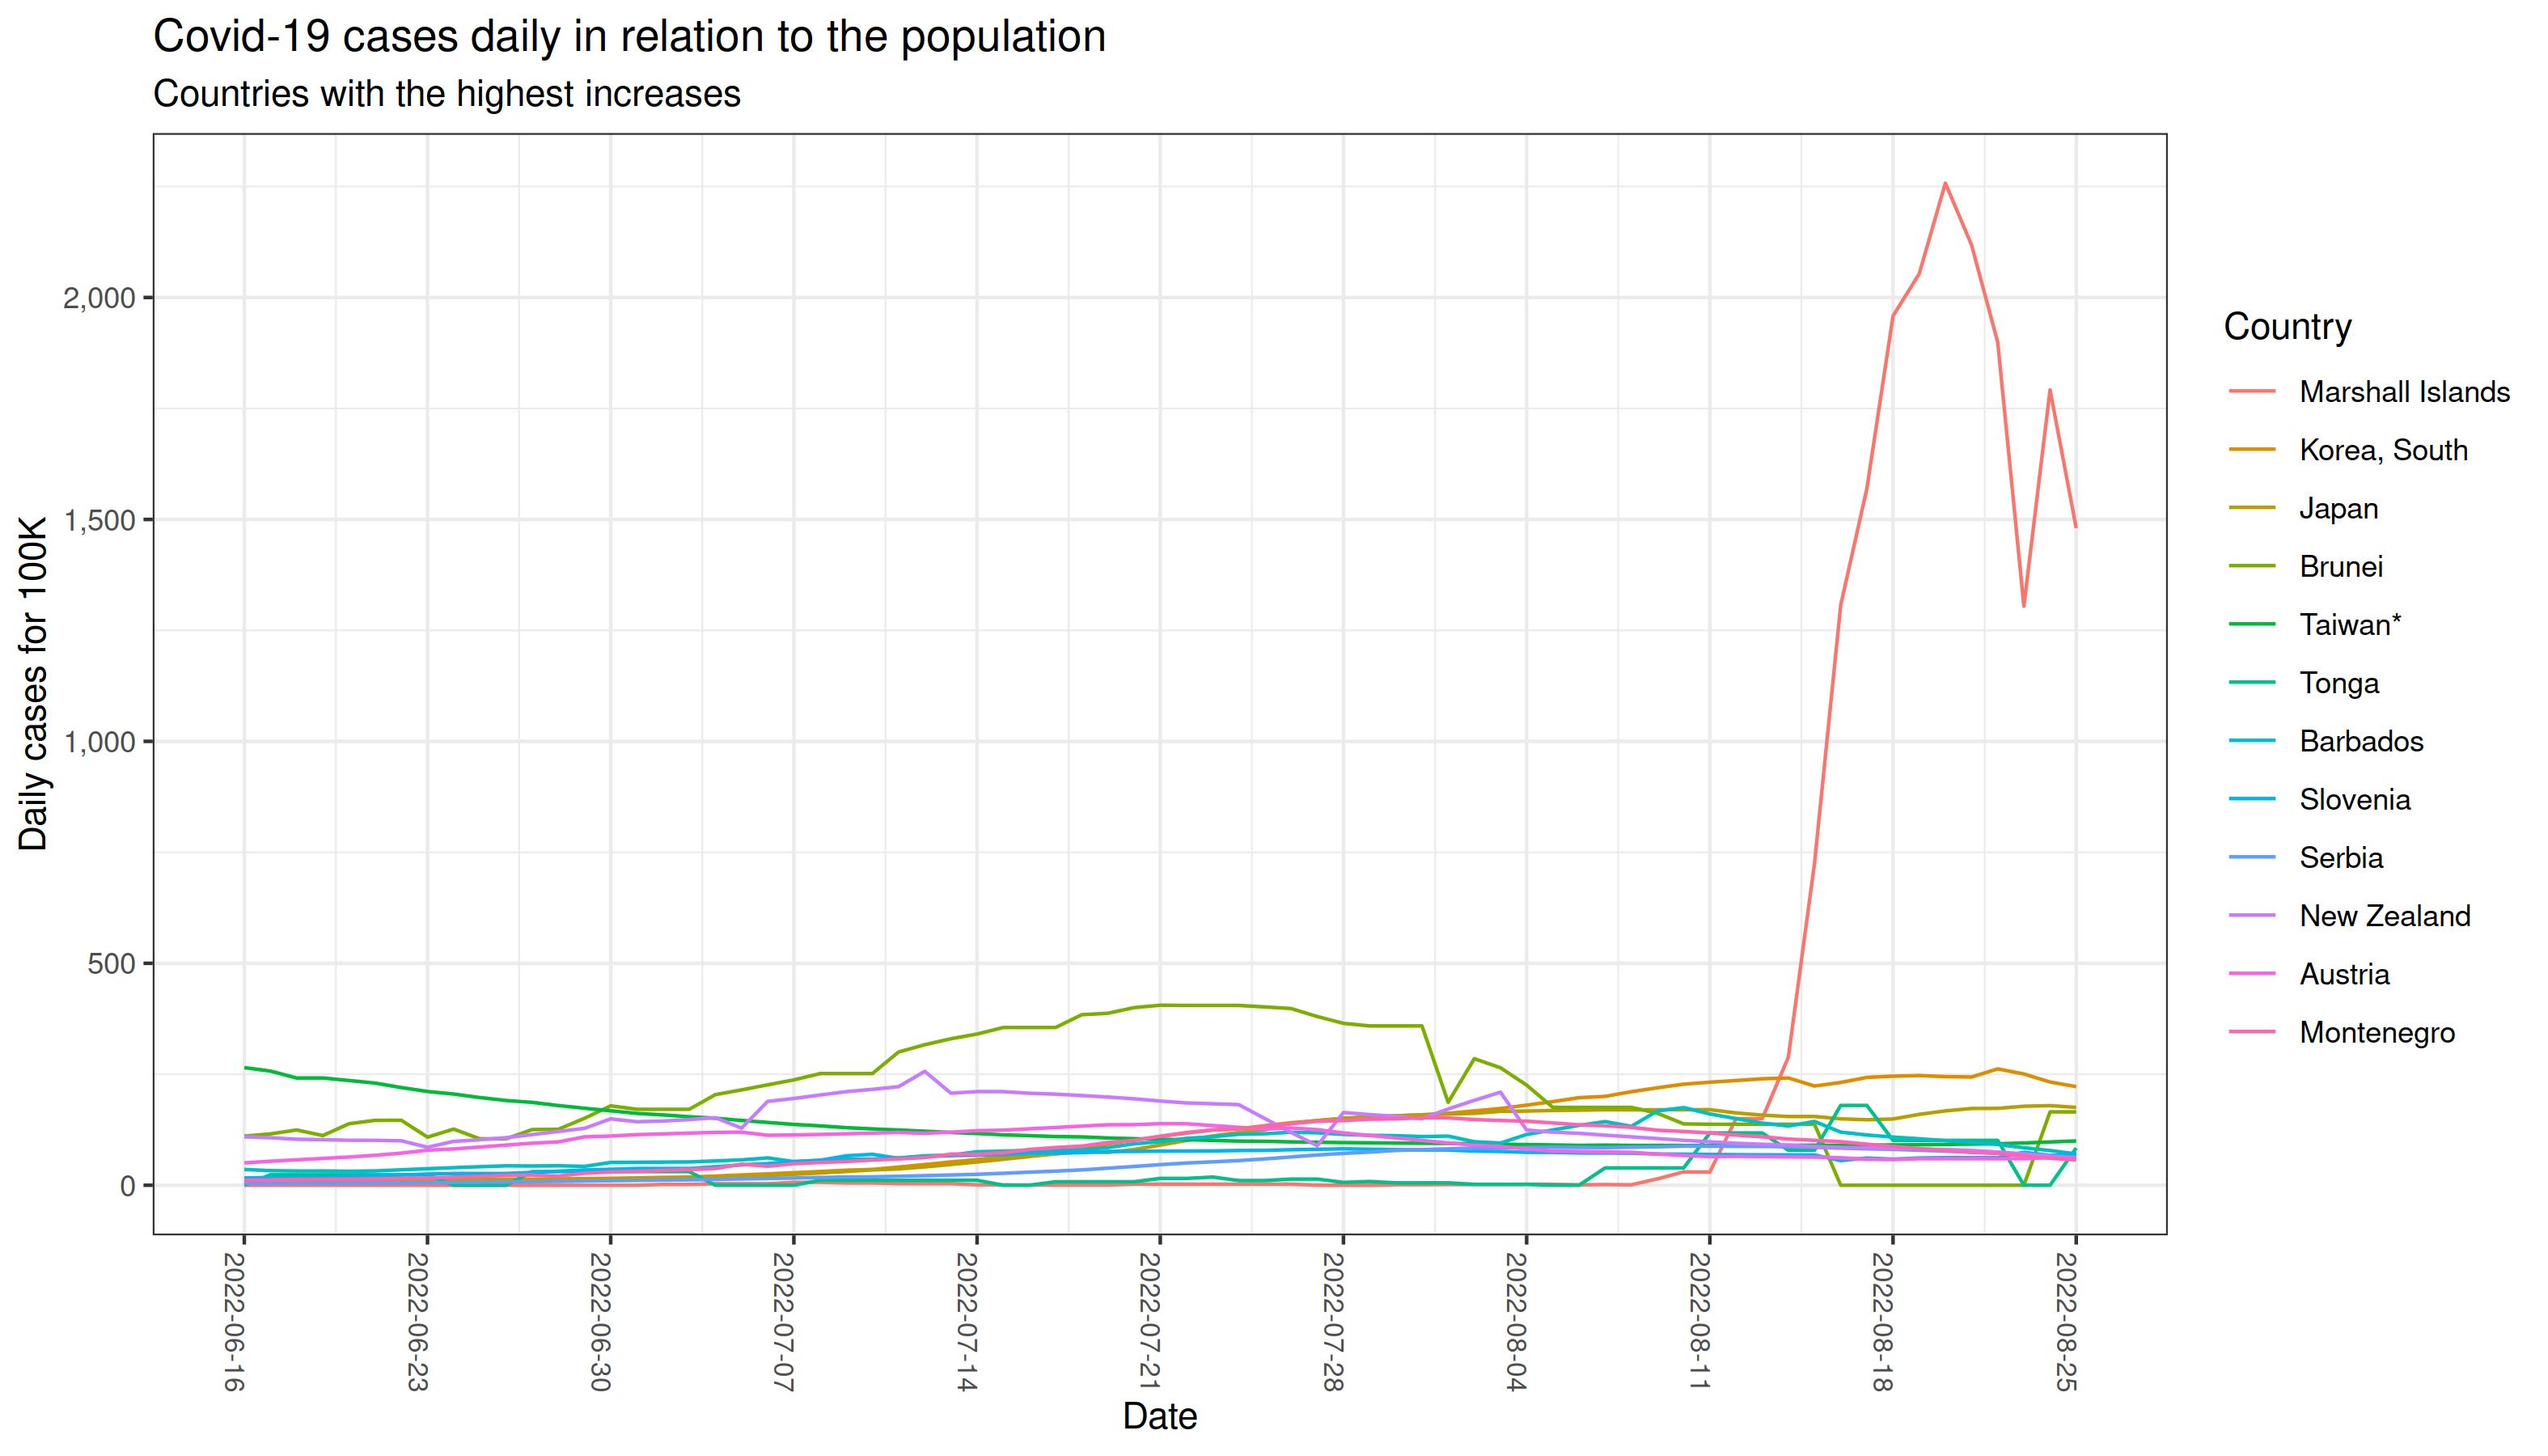 Covid-19 cases daily in relation to the population
Countries with the highest increases
Daily cases for 100K
2,000
1,500
1,000
500
0
2022-06-16
2022-06-23
2022-06-30
2022-07-07
2022-07-14
2022-07-21
2022-07-28
2022-08-04
2022-08-11
2022-08-18
2022-08-25
Date
Country
Marshall Islands
Korea, South
Japan
Brunei
Taiwan*
Tonga
Barbados
Slovenia
Serbia
New Zealand
Austria
Montenegro